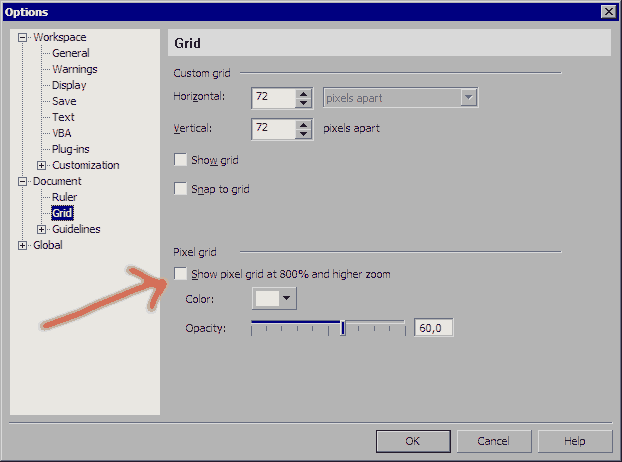 Options
Workspace
General
Warnings
Display
Save
Text
VBA
Plug-ins
Customization
Document
Ruler
Grid
Guidelines
Global
Grid
Custom grid
Horizontal: 72 pixels apart
Vertical: 72 pixels apart
Show grid
Snap to grid
Pixel grid
Show pixel grid at 800% and higher zoom
Color:
Opacity: 60,0
OK Cancel Help